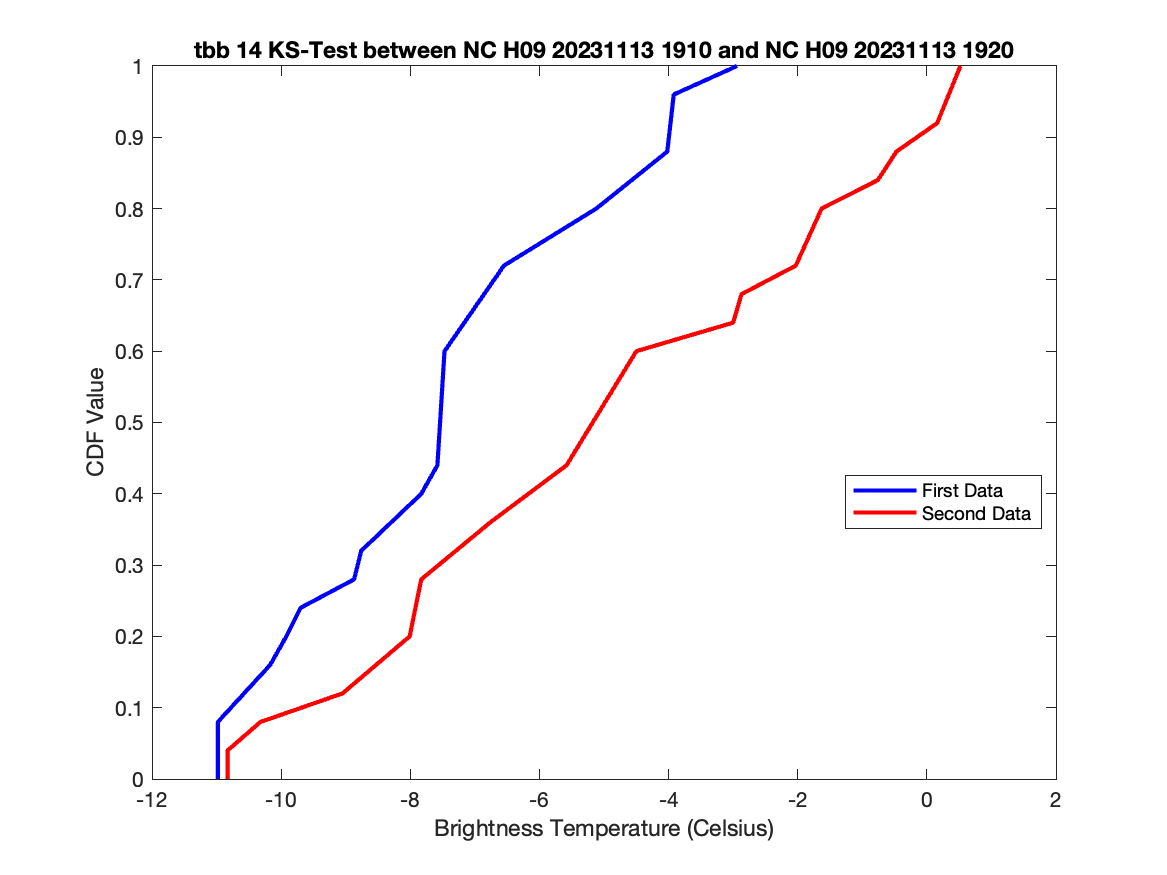 tbb 14 KS-Test between NC H09 20231113 1910 and NC H09 20231113 1920
1
0.9
0.8
0.7
0.6
0.5
0.4
0.3
0.2
0.1
0
CDF Value
First Data
Second Data
-12 -10 -8 -6 -4 -2 0 2
Brightness Temperature (Celsius)